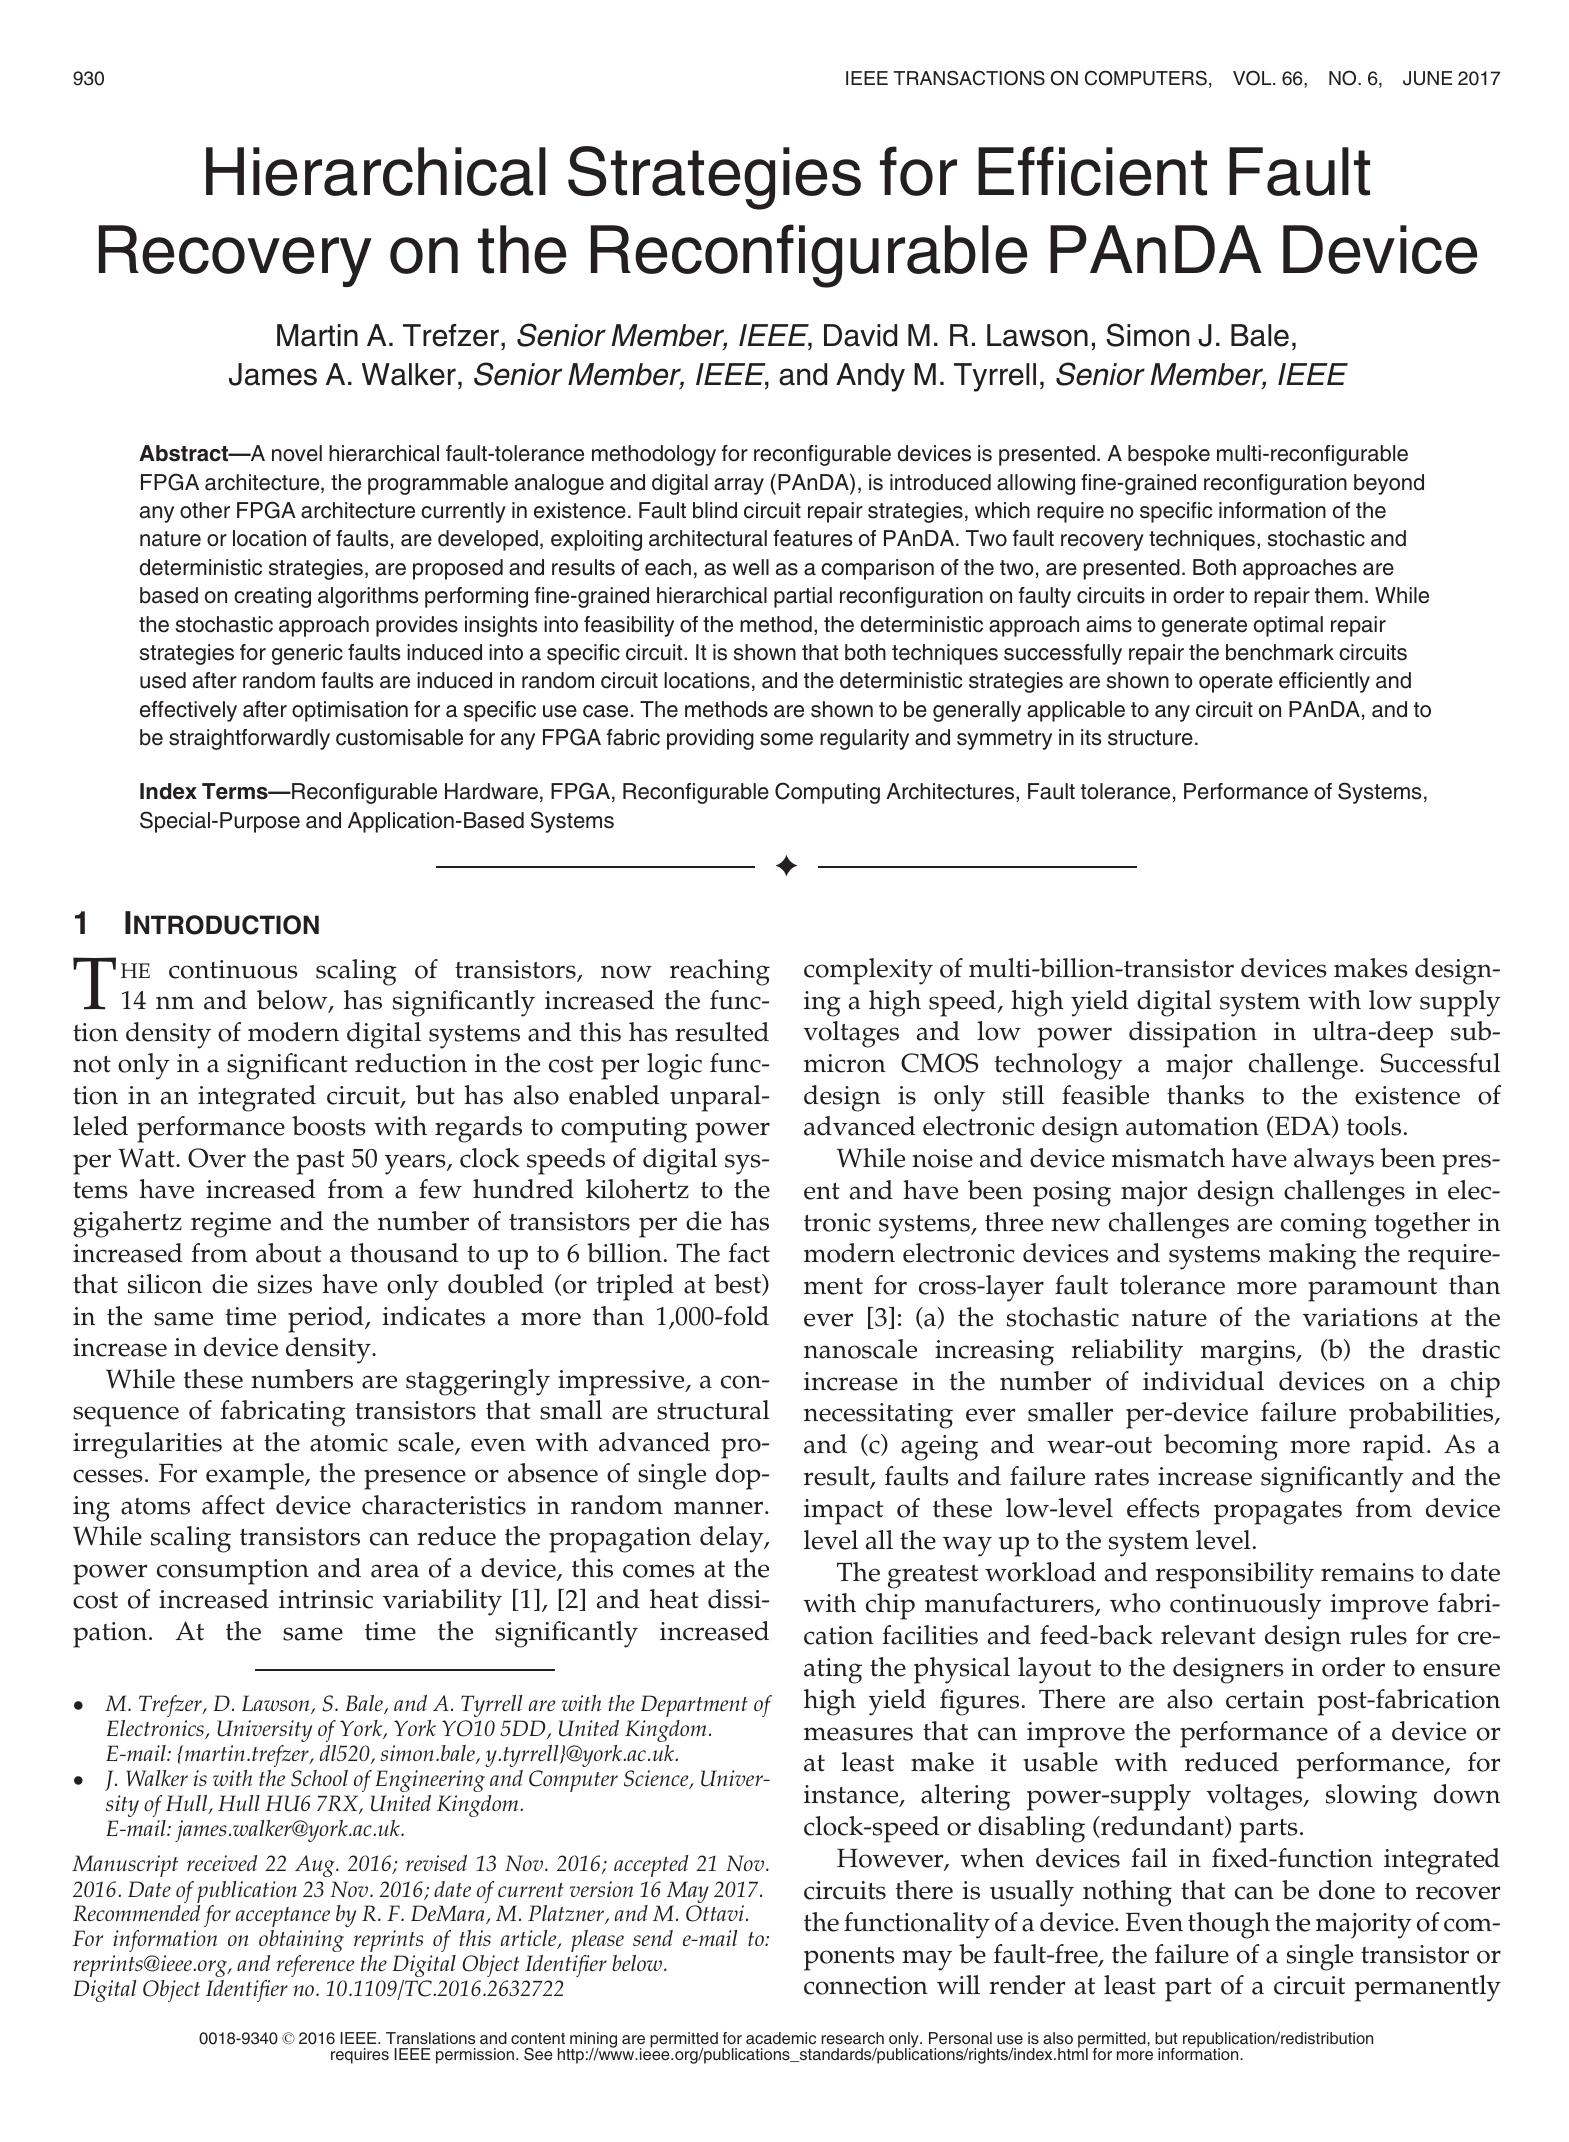 930
IEEE TRANSACTIONS ON COMPUTERS, VOL. 66, NO. 6, JUNE 2017
Hierarchical Strategies for Efficient Fault
Recovery on the Reconfigurable PAnDA Device
Martin A. Trefzer, Senior Member, IEEE, David M. R. Lawson, Simon J. Bale,
James A. Walker, Senior Member, IEEE, and Andy M. Tyrrell, Senior Member, IEEE
Abstract—A novel hierarchical fault-tolerance methodology for reconfigurable devices is presented. A bespoke multi-reconfigurable
FPGA architecture, the programmable analogue and digital array (PAnDA), is introduced allowing fine-grained reconfiguration beyond
any other FPGA architecture currently in existence. Fault blind circuit repair strategies, which require no specific information of the
nature or location of faults, are developed, exploiting architectural features of PAnDA. Two fault recovery techniques, stochastic and
deterministic strategies, are proposed and results of each, as well as a comparison of the two, are presented. Both approaches are
based on creating algorithms performing fine-grained hierarchical partial reconfiguration on faulty circuits in order to repair them. While
the stochastic approach provides insights into feasibility of the method, the deterministic approach aims to generate optimal repair
strategies for generic faults induced into a specific circuit. It is shown that both techniques successfully repair the benchmark circuits
used after random faults are induced in random circuit locations, and the deterministic strategies are shown to operate efficiently and
effectively after optimisation for a specific use case. The methods are shown to be generally applicable to any circuit on PAnDA, and to
be straightforwardly customisable for any FPGA fabric providing some regularity and symmetry in its structure.
Index Terms—Reconfigurable Hardware, FPGA, Reconfigurable Computing Architectures, Fault tolerance, Performance of Systems,
Special-Purpose and Application-Based Systems
1 INTRODUCTION
THE continuous scaling of transistors, now reaching
14 nm and below, has significantly increased the func-
tion density of modern digital systems and this has resulted
not only in a significant reduction in the cost per logic func-
tion in an integrated circuit, but has also enabled unparal-
leled performance boosts with regards to computing power
per Watt. Over the past 50 years, clock speeds of digital sys-
tems have increased from a few hundred kilohertz to the
gigahertz regime and the number of transistors per die has
increased from about a thousand to up to 6 billion. The fact
that silicon die sizes have only doubled (or tripled at best)
in the same time period, indicates a more than 1,000-fold
increase in device density.
While these numbers are staggeringly impressive, a con-
sequence of fabricating transistors that small are structural
irregularities at the atomic scale, even with advanced pro-
cesses. For example, the presence or absence of single dop-
ing atoms affect device characteristics in random manner.
While scaling transistors can reduce the propagation delay,
power consumption and area of a device, this comes at the
cost of increased intrinsic variability [1], [2] and heat dissi-
pation. At the same time the significantly increased
• M. Trefzer, D. Lawson, S. Bale, and A. Tyrrell are with the Department of
Electronics, University of York, York YO10 5DD, United Kingdom.
E-mail: {martin.trefzer, dl520, simon.bale, y.tyrrell}@york.ac.uk.
• J. Walker is with the School of Engineering and Computer Science, Univer-
sity of Hull, Hull HU6 7RX, United Kingdom.
E-mail: james.walker@york.ac.uk.
Manuscript received 22 Aug. 2016; revised 13 Nov. 2016; accepted 21 Nov.
2016. Date of publication 23 Nov. 2016; date of current version 16 May 2017.
Recommended for acceptance by R. F. DeMara, M. Platzner, and M. Ottavi.
For information on obtaining reprints of this article, please send e-mail to:
reprints@ieee.org, and reference the Digital Object Identifier below.
Digital Object Identifier no. 10.1109/TC.2016.2632722
complexity of multi-billion-transistor devices makes design-
ing a high speed, high yield digital system with low supply
voltages and low power dissipation in ultra-deep sub-
micron CMOS technology a major challenge. Successful
design is only still feasible thanks to the existence of
advanced electronic design automation (EDA) tools.
While noise and device mismatch have always been pres-
ent and have been posing major design challenges in elec-
tronic systems, three new challenges are coming together in
modern electronic devices and systems making the require-
ment for cross-layer fault tolerance more paramount than
ever [3]: (a) the stochastic nature of the variations at the
nanoscale increasing reliability margins, (b) the drastic
increase in the number of individual devices on a chip
necessitating ever smaller per-device failure probabilities,
and (c) ageing and wear-out becoming more rapid. As a
result, faults and failure rates increase significantly and the
impact of these low-level effects propagates from device
level all the way up to the system level.
The greatest workload and responsibility remains to date
with chip manufacturers, who continuously improve fabri-
cation facilities and feed-back relevant design rules for cre-
ating the physical layout to the designers in order to ensure
high yield figures. There are also certain post-fabrication
measures that can improve the performance of a device or
at least make it usable with reduced performance, for
instance, altering power-supply voltages, slowing down
clock-speed or disabling (redundant) parts.
However, when devices fail in fixed-function integrated
circuits there is usually nothing that can be done to recover
the functionality of a device. Even though the majority of com-
ponents may be fault-free, the failure of a single transistor or
connection will render at least part of a circuit permanently
0018-9340 © 2016 IEEE. Translations and content mining are permitted for academic research only. Personal use is also permitted, but republication/redistribution
requires IEEE permission. See http://www.ieee.org/publications_standards/publications/rights/index.html for more information.